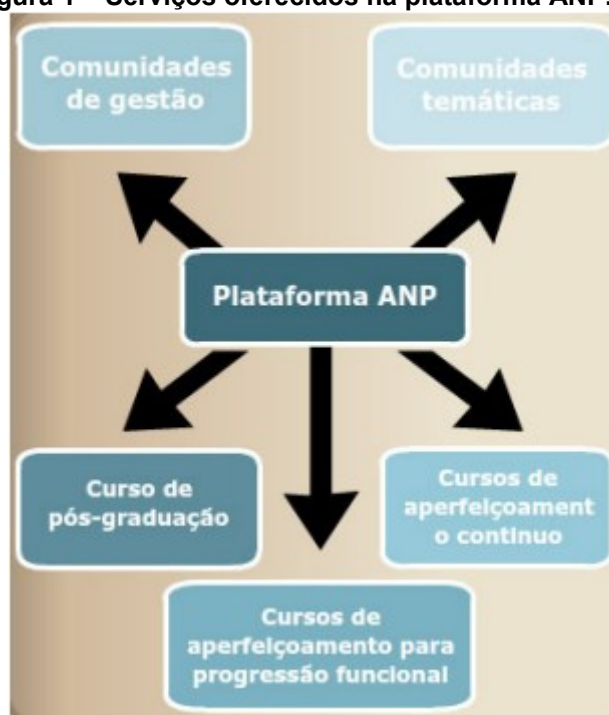 Serviços oferecidos na plataforma ANP
Comunidades
de gestão
Comunidades
temáticas
Plataforma ANP
Curso de
pós-graduação
Cursos de
aperfeiçoament
o continuo
Cursos de
aperfeiçoamento para
progressão funcional